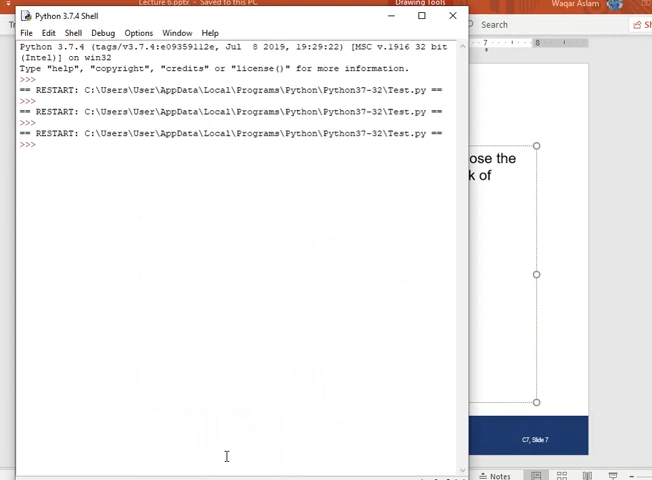 Lecture 6.pptx - Saved to this PC
Drawing Tools
Waqar Aslam
Python 3.7.4 Shell
Search
File Edit Shell Debug Options Window Help
Python 3.7.4 (tags/v3.7.4:e09359112e, Jul 8 2019, 19:29:22) [MSC v.1916 32 bit
(Intel)] on win32
Type "help", "copyright", "credits" or "license()" for more information.
>>>
== RESTART: C:\Users\User\AppData\Local\Programs\Python\Python37-32\Test.py ==
>>>
== RESTART: C:\Users\User\AppData\Local\Programs\Python\Python37-32\Test.py ==
>>>
== RESTART: C:\Users\User\AppData\Local\Programs\Python\Python37-32\Test.py ==
>>>
7 8
ose the
k of
C7, Slide 7
Notes